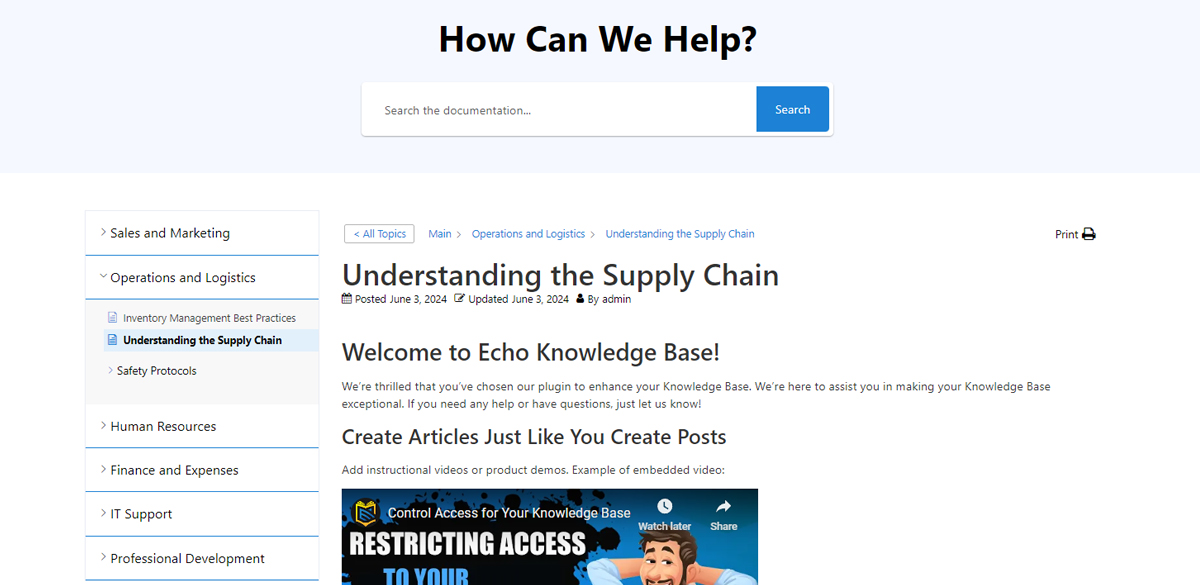 How Can We Help?
Search the documentation...
Search
Sales and Marketing
Operations and Logistics
Inventory Management Best Practices
Understanding the Supply Chain
Safety Protocols
Human Resources
Finance and Expenses
IT Support
Professional Development
< All Topics
Main > Operations and Logistics > Understanding the Supply Chain
Print
Understanding the Supply Chain
Posted June 3, 2024 Updated June 3, 2024 By admin
Welcome to Echo Knowledge Base!
We're thrilled that you've chosen our plugin to enhance your Knowledge Base. We're here to assist you in making your Knowledge Base
exceptional. If you need any help or have questions, just let us know!
Create Articles Just Like You Create Posts
Add instructional videos or product demos. Example of embedded video:
Control Access for Your Knowledge Base
Watch later
Share
RESTRICTING ACCESS
TO YOUR